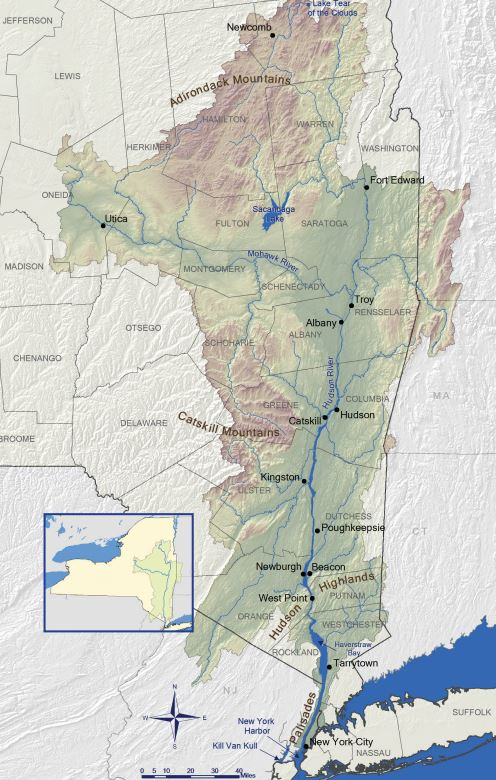 Lake Tear
of the Clouds
JEFFERSON
Newcomb
LEWIS
Adirondack Mountains
HAMILTON
WARREN
VT
HERKIMER
WASHINGTON
Fort Edward
ONEIDA
Sacandaga
Lake
Utica
FULTON
SARATOGA
Mohawk River
MADISON
MONTGOMERY
SCHENECTADY
Troy
RENSSELAER
Albany
OTSEGO
ALBANY
SCHOHARIE
CHENANGO
Hudson River
MA
COLUMBIA
GREENE
Hudson
Catskill
DELAWARE
Catskill Mountains
BROOME
Kingston
ULSTER
DUTCHESS
Poughkeepsie
Newburgh
Beacon
Hudson Highlands
PUTNAM
West Point
ORANGE
WESTCHESTER
Haverstraw
Bay
ROCKLAND
Tarrytown
NJ
Palisades
N
W
E
S
SUFFOLK
New York
Harbor
Kill Van Kull
New York City
NASSAU
0 5 10 20 30 40
Miles